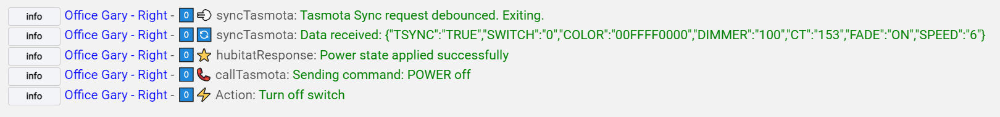 info Office Gary - Right - 0 💨 syncTasmota: Tasmota Sync request debounced. Exiting.
info Office Gary - Right - 0 🔄 syncTasmota: Data received: {"TSYNC":"TRUE","SWITCH":"0","COLOR":"00FFFF0000","DIMMER":"100","CT":"153","FADE":"ON","SPEED":"6"}
info Office Gary - Right - 0 ⭐ hubitatResponse: Power state applied successfully
info Office Gary - Right - 0 📞 callTasmota: Sending command: POWER off
info Office Gary - Right - 0 ⚡ Action: Turn off switch